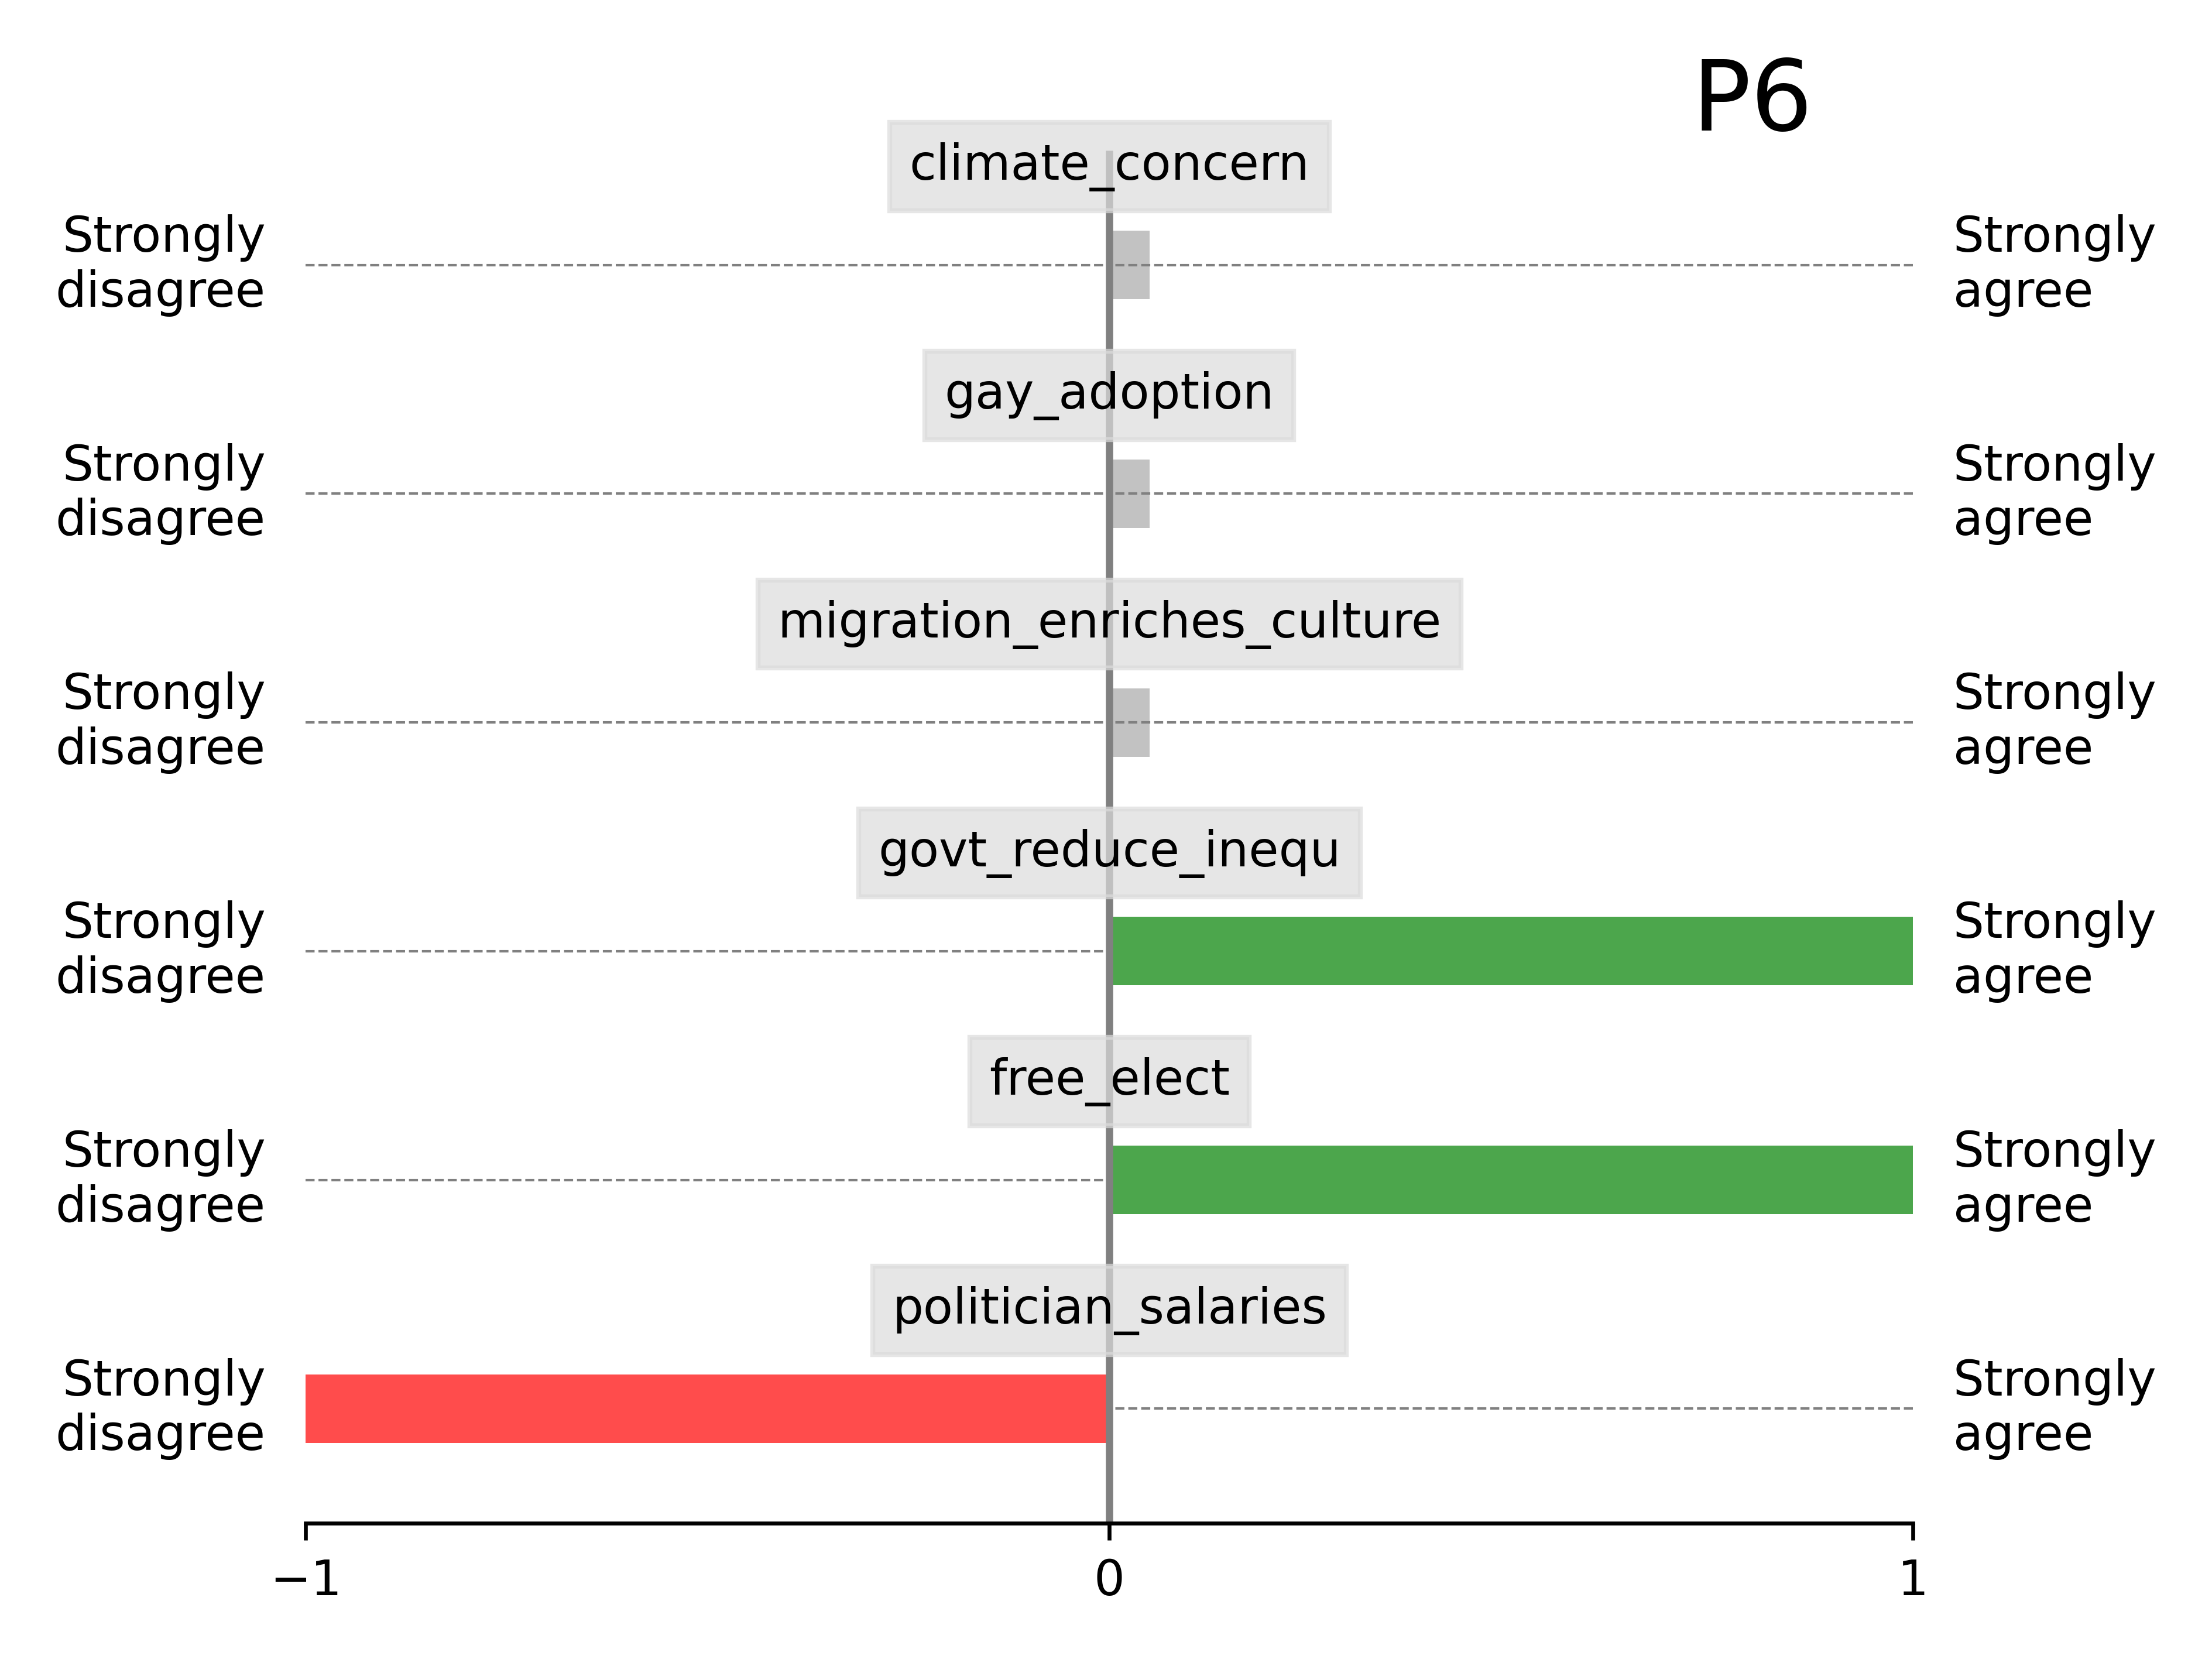 P6
climate_concern
Strongly
disagree
Strongly
agree
gay_adoption
Strongly
disagree
Strongly
agree
migration_enriches_culture
Strongly
disagree
Strongly
agree
govt_reduce_inequ
Strongly
disagree
Strongly
agree
free_elect
Strongly
disagree
Strongly
agree
politician_salaries
Strongly
disagree
Strongly
agree
−1
0
1